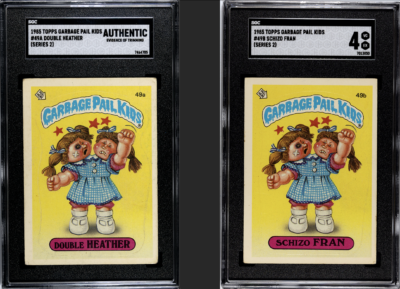 SGC
1985 TOPPS GARBAGE PAIL KIDS
#49A DOUBLE HEATHER
(SERIES 2)
AUTHENTIC
EVIDENCE OF TRIMMING
49a
GARBAGE PAIL KIDS
DOUBLE HEATHER
SGC
1985 TOPPS GARBAGE PAIL KIDS
#49B SCHIZO FRAN
(SERIES 2)
4
49b
GARBAGE PAIL KIDS
SCHIZO FRAN